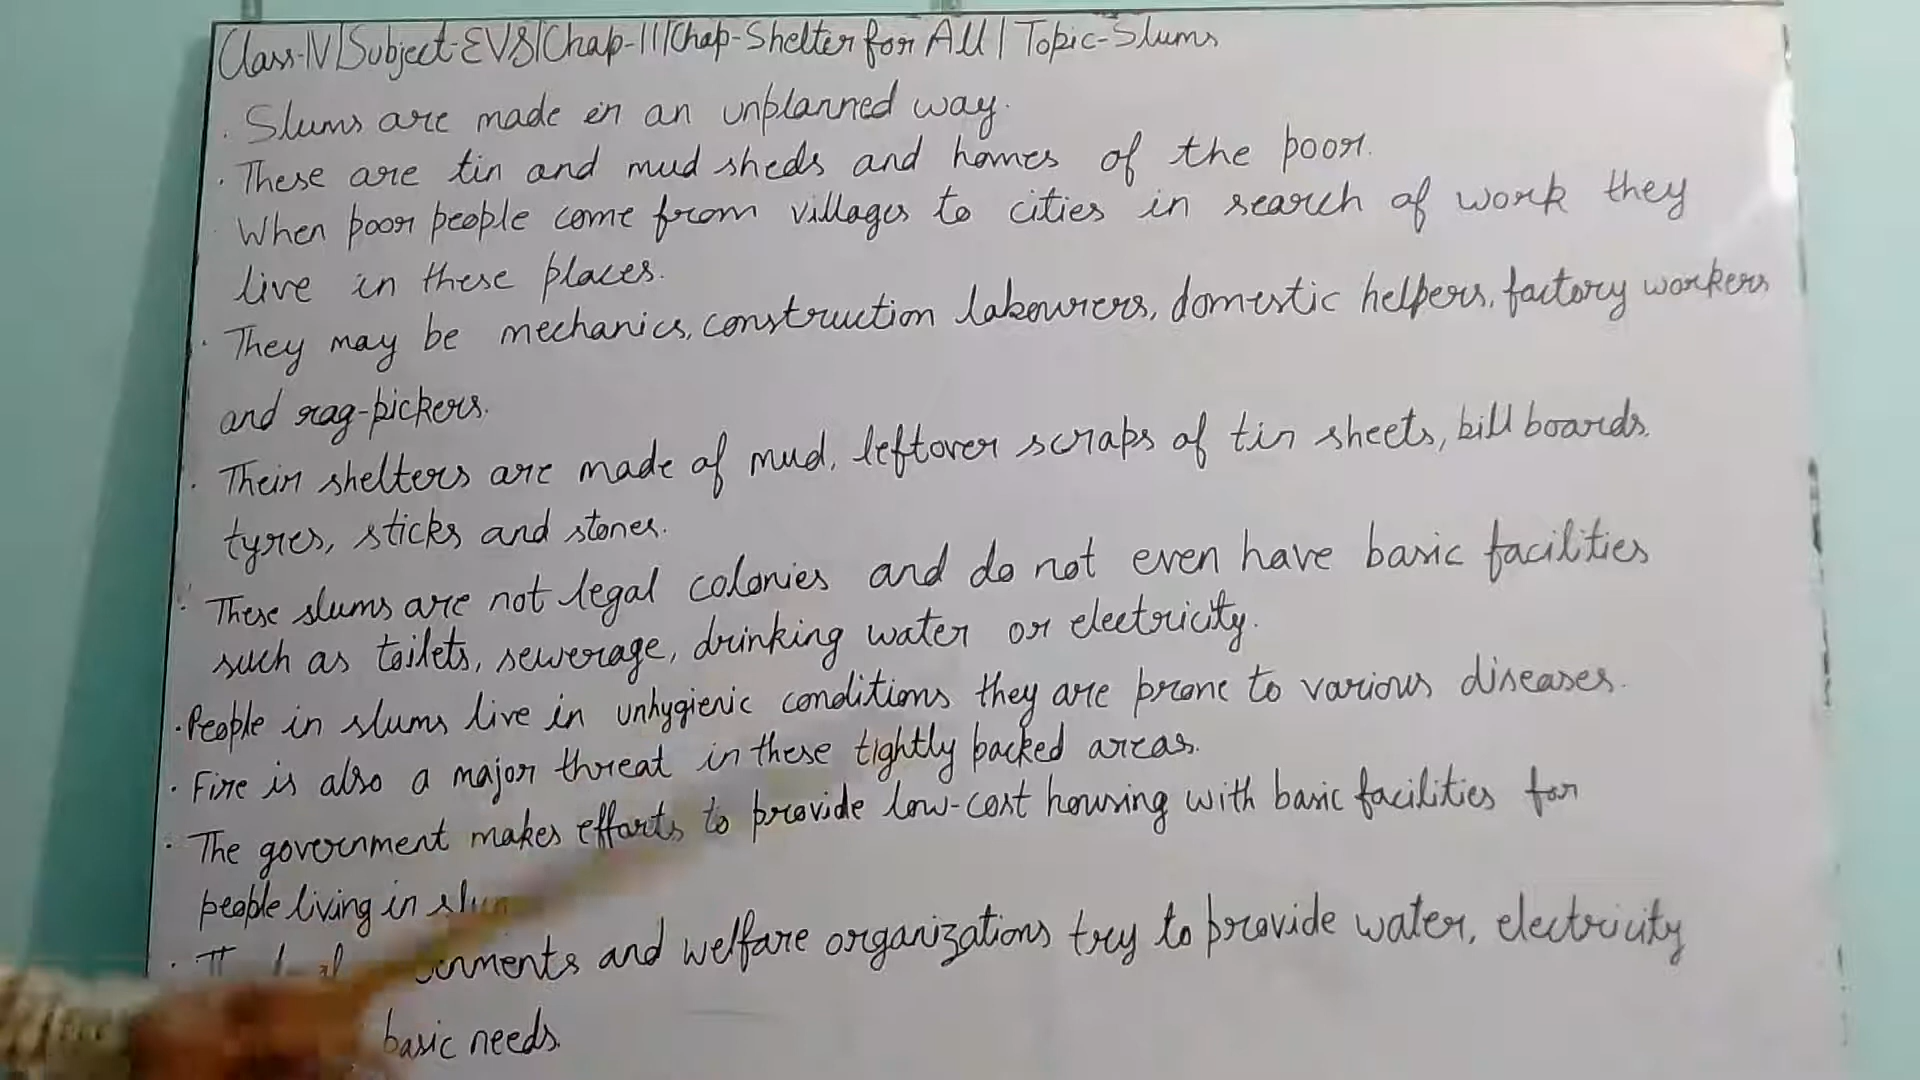 Class-IV|Subject-EVS|Chap-III|Chap-Shelter for All | Topic-Slums
· Slums are made in an unplanned way.
· These are tin and mud sheds and homes of the poor.
When poor people come from villages to cities in search of work they
live in these places.
· They may be mechanics, construction labourers, domestic helpers, factory workers
and rag-pickers.
· Their shelters are made of mud, leftover scraps of tin sheets, bill boards,
tyres, sticks and stones.
· These slums are not legal colonies and do not even have basic facilities
such as toilets, sewerage, drinking water or electricity.
· People in slums live in unhygienic conditions they are prone to various diseases.
· Fire is also a major threat in these tightly packed areas.
· The government makes efforts to provide low-cost housing with basic facilities for
people living in
· and welfare organizations try to provide water, electricity
basic needs.